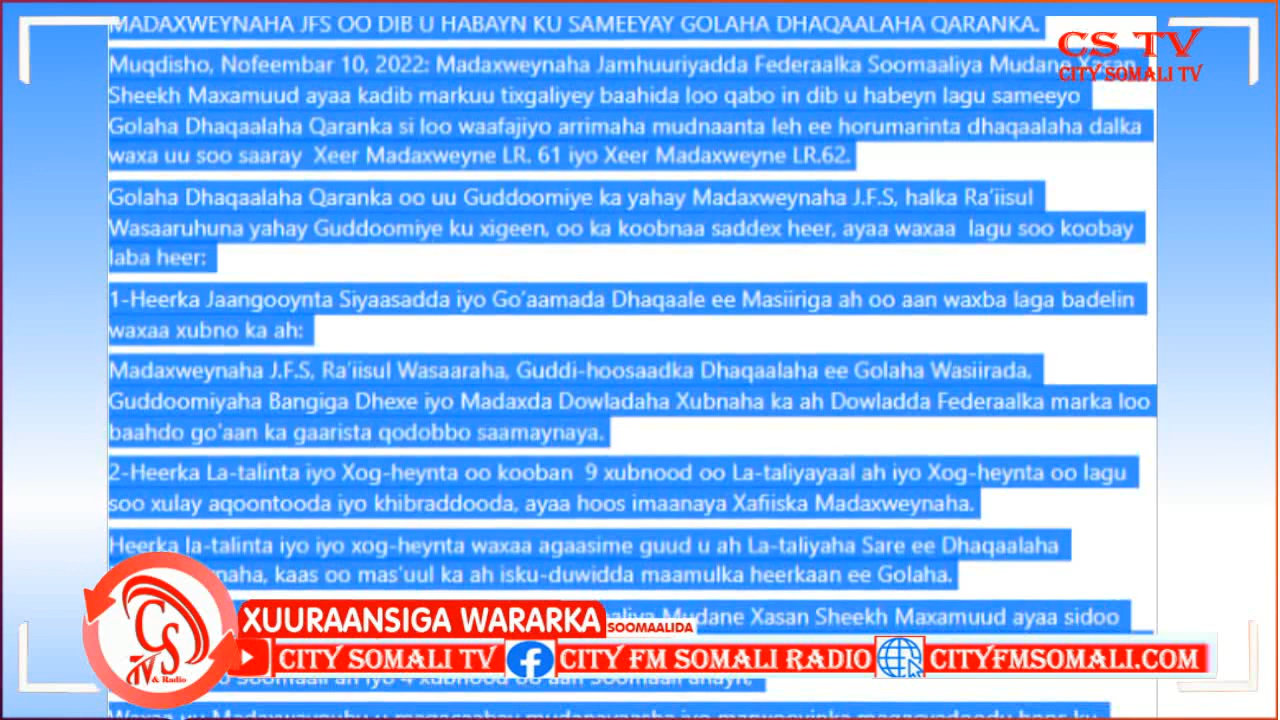 MADAXWEYNAHA JFS OO DIB U HABAYN KU SAMEEYAY GOLAHA DHAQAALAHA QARANKA.
CS TV
CITY SOMALI TV
Muqdisho, Nofeembar 10, 2022: Madaxweynaha Jamhuuriyadda Federaalka Soomaaliya Mudane Xasan
Sheekh Maxamuud ayaa kadib markuu tixgaliyey baahida loo qabo in dib u habeyn lagu sameeyo
Golaha Dhaqaalaha Qaranka si loo waafajiyo arrimaha mudnaanta leh ee horumarinta dhaqaalaha dalka
waxa uu soo saaray Xeer Madaxweyne LR. 61 iyo Xeer Madaxweyne LR.62.
Golaha Dhaqaalaha Qaranka oo uu Guddoomiye ka yahay Madaxweynaha J.F.S, halka Ra'iisul
Wasaaruhuna yahay Guddoomiye ku xigeen, oo ka koobnaa saddex heer, ayaa waxaa lagu soo koobay
laba heer:
1-Heerka Jaangooynta Siyaasadda iyo Go'aamada Dhaqaale ee Masiiriga ah oo aan waxba laga badelin
waxaa xubno ka ah:
Madaxweynaha J.F.S, Ra'iisul Wasaaraha, Guddi-hoosaadka Dhaqaalaha ee Golaha Wasiirada,
Guddoomiyaha Bangiga Dhexe iyo Madaxda Dowladaha Xubnaha ka ah Dowladda Federaalka marka loo
baahdo go'aan ka gaarista qodobbo saamaynaya.
2-Heerka La-talinta iyo Xog-heynta oo kooban 9 xubnood oo La-taliyayaal ah iyo Xog-heynta oo lagu
soo xulay aqoontooda iyo khibraddooda, ayaa hoos imaanaya Xafiiska Madaxweynaha.
Heerka la-talinta iyo iyo xog-heynta waxaa agaasime guud u ah La-taliyaha Sare ee Dhaqaalaha
naha, kaas oo mas'uul ka ah isku-duwidda maamulka heerkaan ee Golaha.
aliya Mudane Xasan Sheekh Maxamuud ayaa sidoo
XUURAANSIGA WARARKA SOOMAALIDA
CITY SOMALI TV CITY FM SOMALI RADIO CITYFMSOMALI.COM
CS TV & Radio